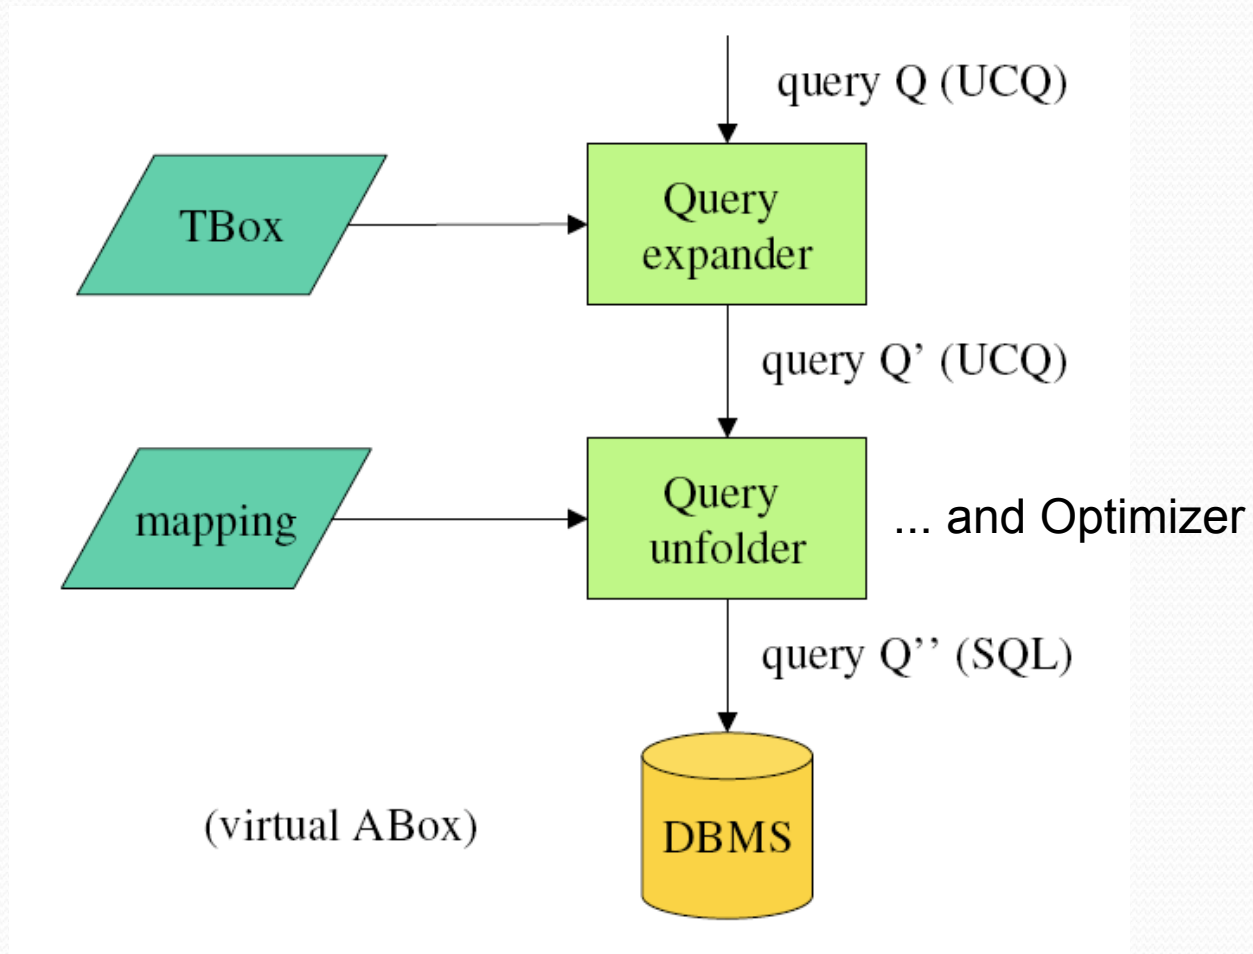 query Q (UCQ)
TBox
Query
expander
query Q’ (UCQ)
mapping
Query
unfolder
... and Optimizer
query Q’’ (SQL)
(virtual ABox)
DBMS